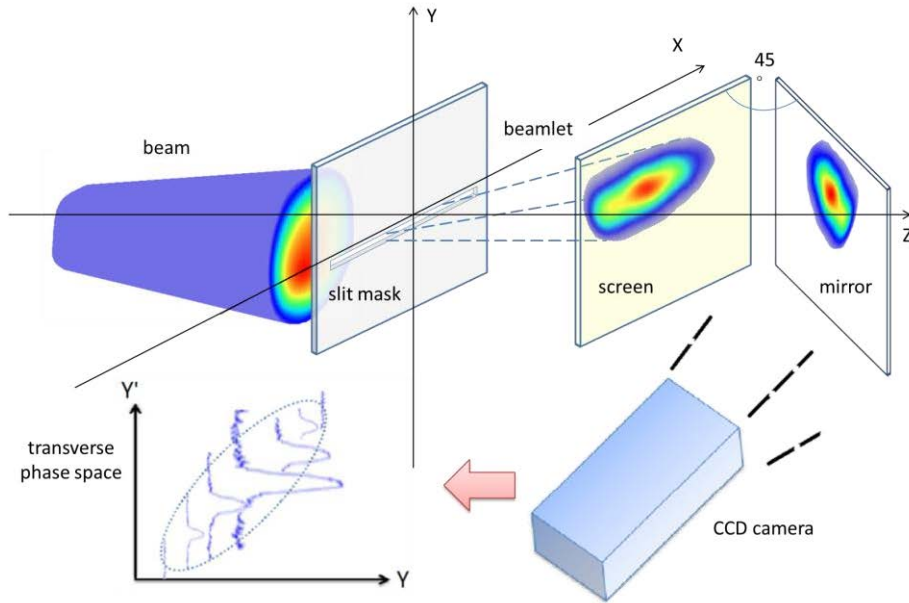 Y
X
45
°
beam
beamlet
Z
slit mask
screen
mirror
Y'
transverse
phase space
Y
CCD camera